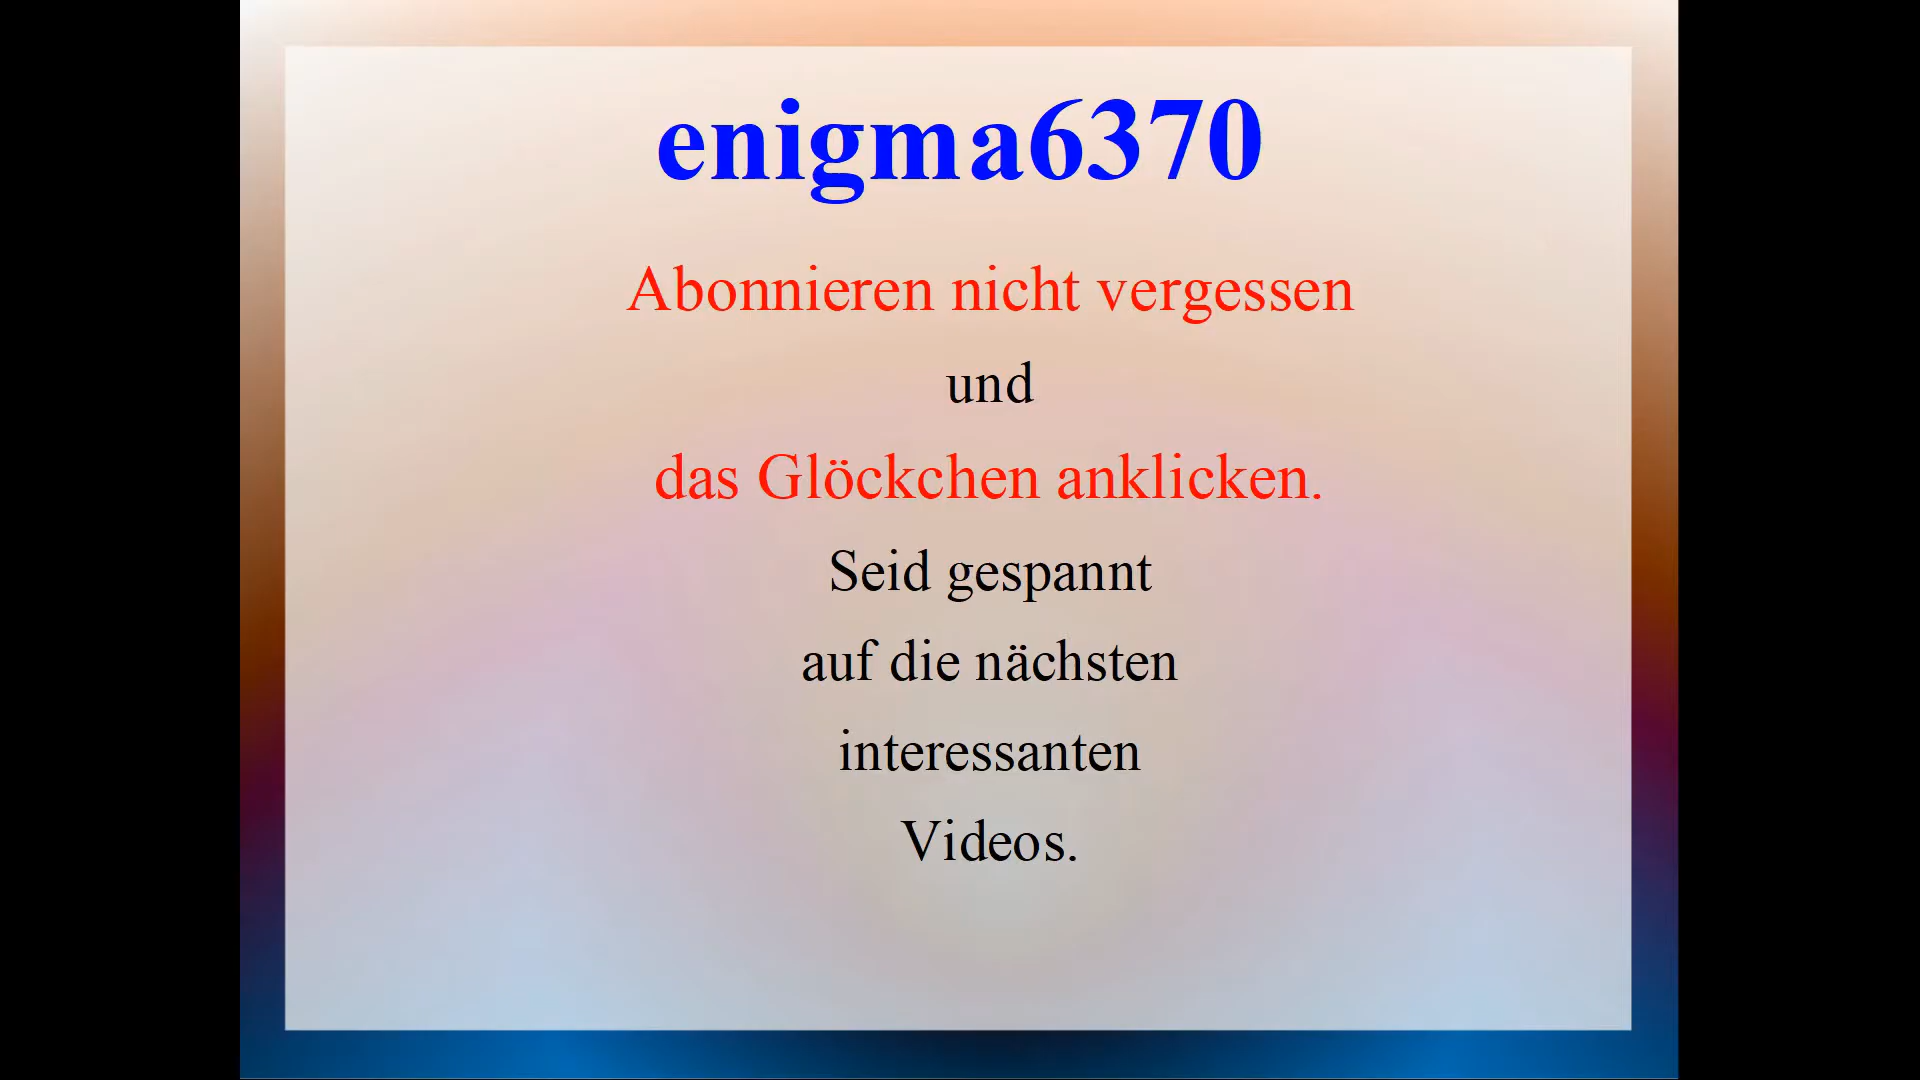 enigma6370
Abonnieren nicht vergessen
und
das Glöckchen anklicken.
Seid gespannt
auf die nächsten
interessanten
Videos.